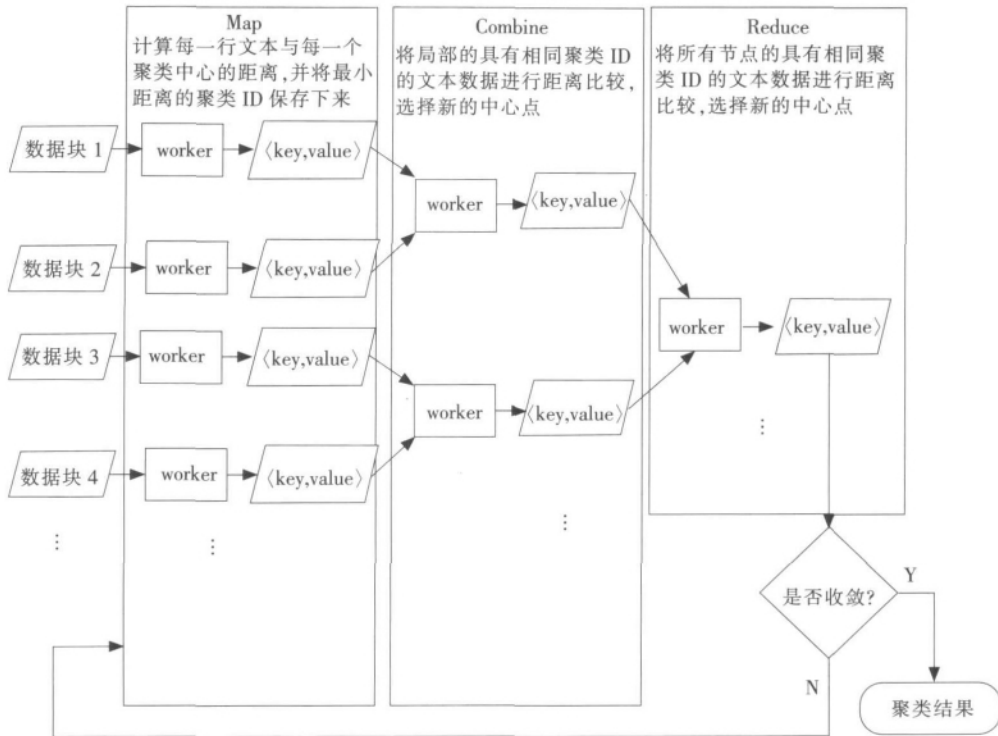 Map
计算每一行文本与每一个
聚类中心的距离,并将最小
距离的聚类 ID 保存下来
Combine
将局部的具有相同聚类 ID
的文本数据进行距离比较,
选择新的中心点
Reduce
将所有节点的具有相同聚
类 ID 的文本数据进行距离
比较,选择新的中心点
数据块 1
worker
〈key,value〉
数据块 2
worker
〈key,value〉
数据块 3
worker
〈key,value〉
数据块 4
worker
〈key,value〉
⋮
⋮
worker
〈key,value〉
worker
〈key,value〉
⋮
worker
〈key,value〉
⋮
是否收敛?
Y
N
聚类结果